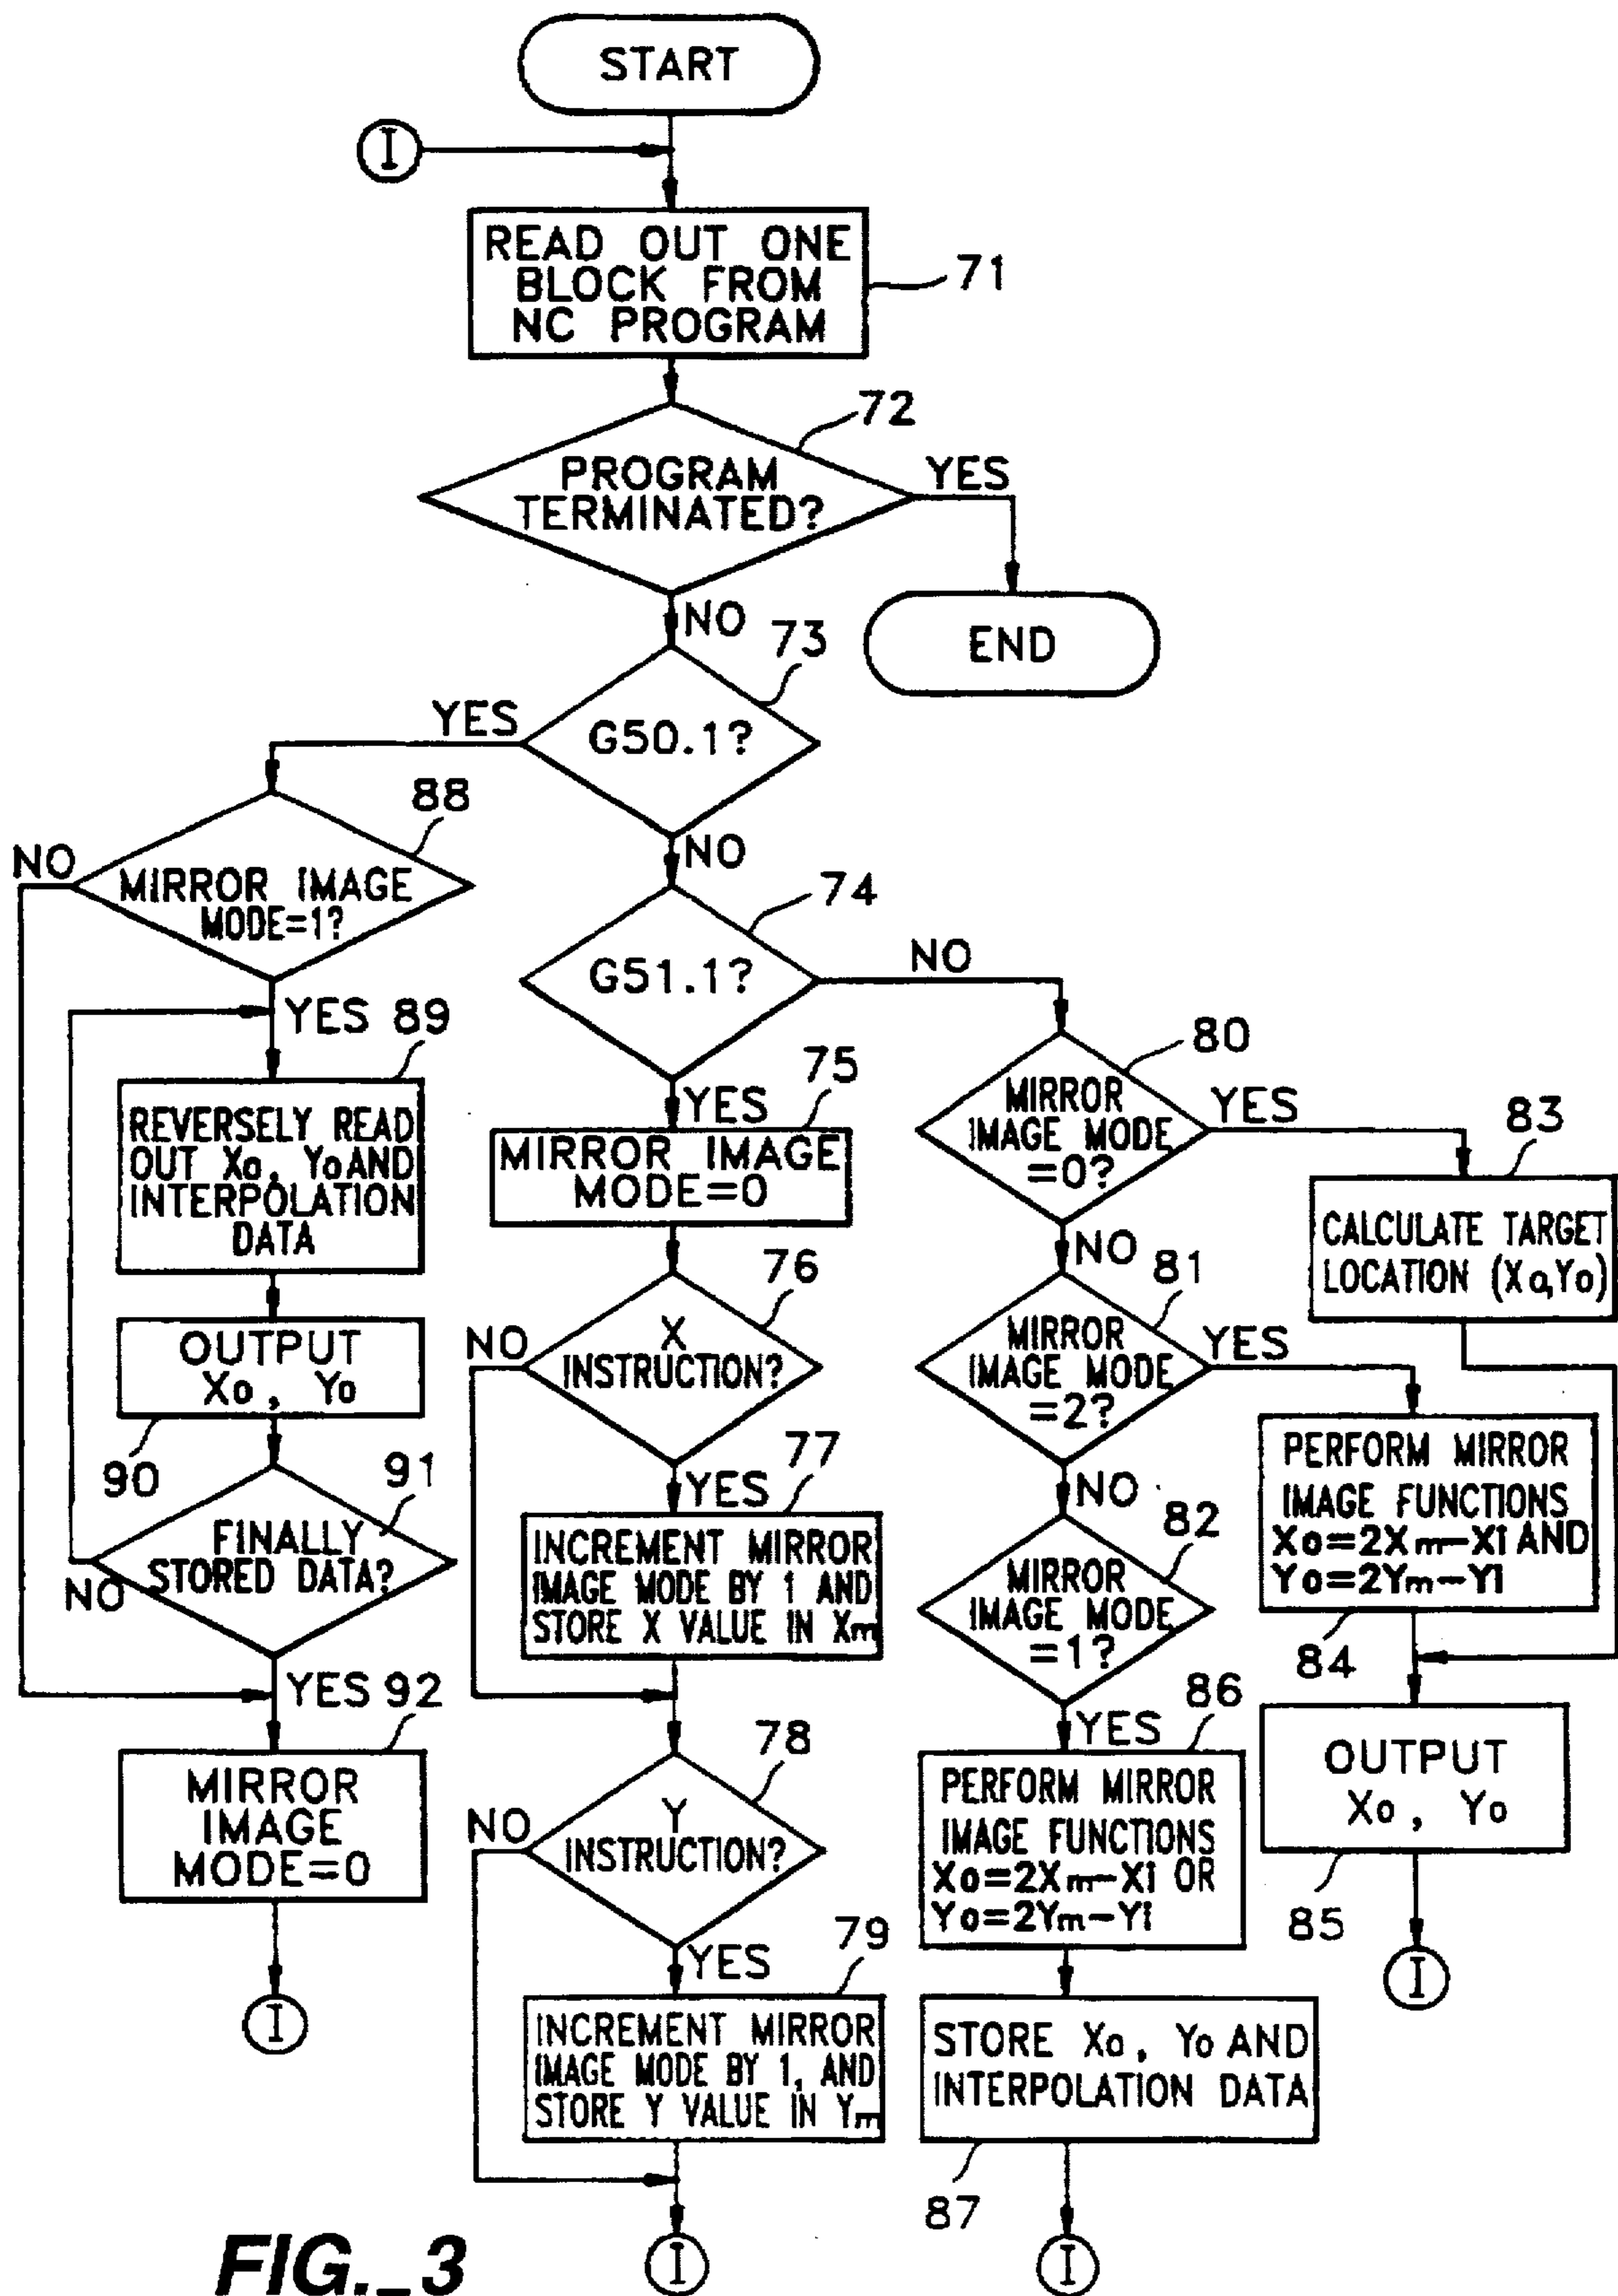 START
I
READ OUT ONE
BLOCK FROM
NC PROGRAM
71
72
PROGRAM
TERMINATED?
YES
NO
END
73
G50.1?
YES
NO
88
MIRROR IMAGE
MODE=1?
NO
YES
89
REVERSELY READ
OUT Xo, Yo AND
INTERPOLATION
DATA
OUTPUT
Xo, Yo
90
91
FINALLY
STORED DATA?
NO
YES
92
MIRROR
IMAGE
MODE=0
I
74
G51.1?
NO
YES
75
MIRROR IMAGE
MODE=0
76
X
INSTRUCTION?
NO
YES
77
INCREMENT MIRROR
IMAGE MODE BY 1 AND
STORE X VALUE IN Xm
78
Y
INSTRUCTION?
NO
YES
79
INCREMENT MIRROR
IMAGE MODE BY 1, AND
STORE Y VALUE IN Ym
I
80
MIRROR
IMAGE MODE
=0?
YES
NO
83
CALCULATE TARGET
LOCATION (Xo,Yo)
81
MIRROR
IMAGE MODE
=2?
YES
NO
PERFORM MIRROR
IMAGE FUNCTIONS
Xo=2Xm-Xi AND
Yo=2Ym-Yi
84
82
MIRROR
IMAGE MODE
=1?
YES
86
PERFORM MIRROR
IMAGE FUNCTIONS
Xo=2Xm-Xi OR
Yo=2Ym-Yi
OUTPUT
Xo, Yo
85
I
STORE Xo, Yo AND
INTERPOLATION DATA
87
I
FIG._3